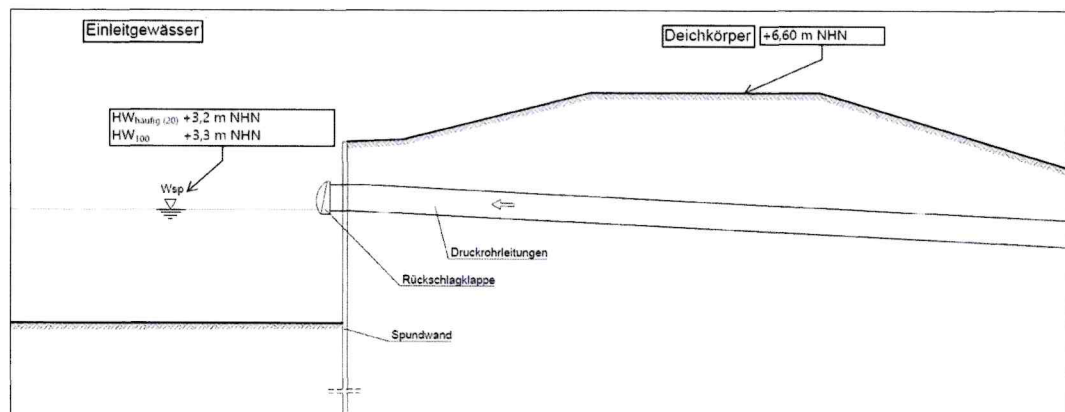 Einleitgewässer
Deichkörper
+6,60 m NHN
HWhäufig (20) +3,2 m NHN
HW100 +3,3 m NHN
Wsp
Druckrohrleitungen
Rückschlagklappe
Spundwand